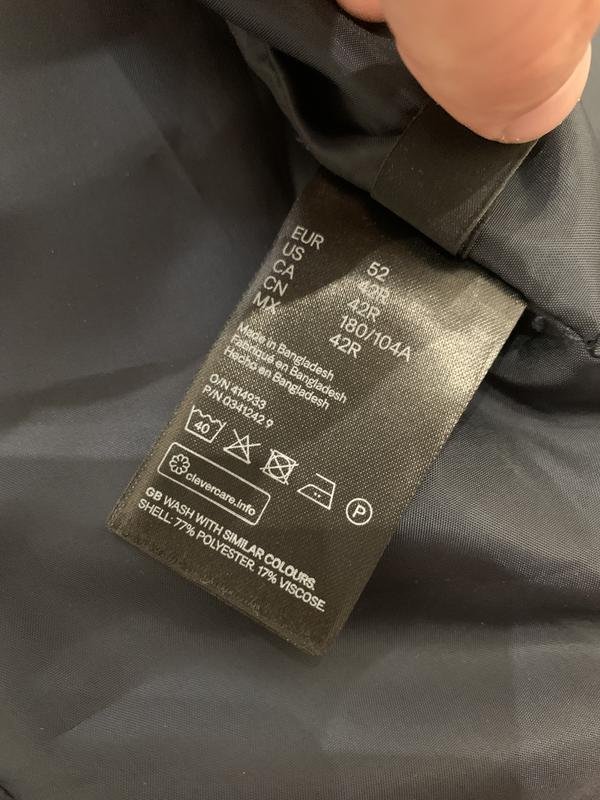 EUR 52
US 42R
CA 42R
CN 180/104A
MX 42R
Made in Bangladesh
Fabriqué en Bangladesh
Hecho en Bangladesh
O/N 414933
P/N 0341242 9
40
P
clevercare.info
GB WASH WITH SIMILAR COLOURS.
SHELL: 77% POLYESTER. 17% VISCOSE.